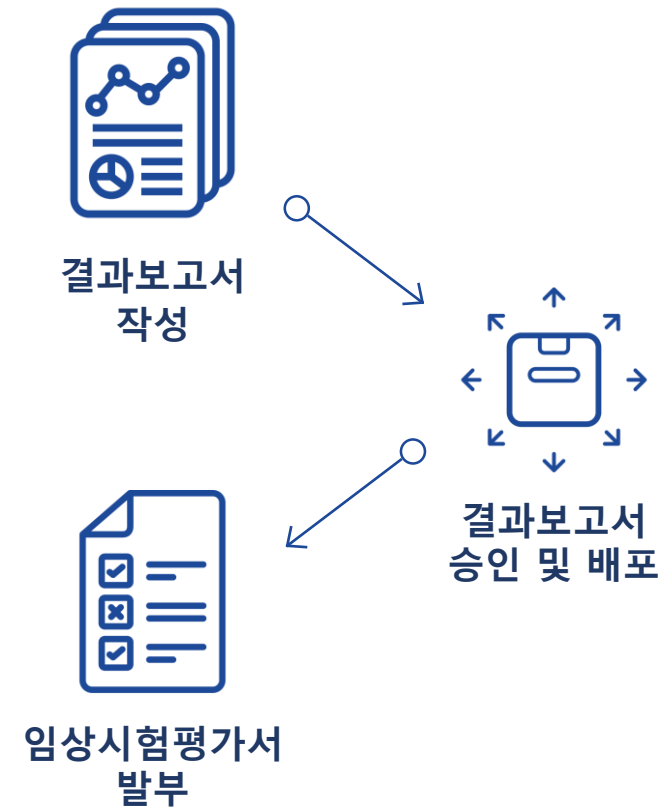 결과보고서
작성
결과보고서
승인 및 배포
임상시험평가서
발부